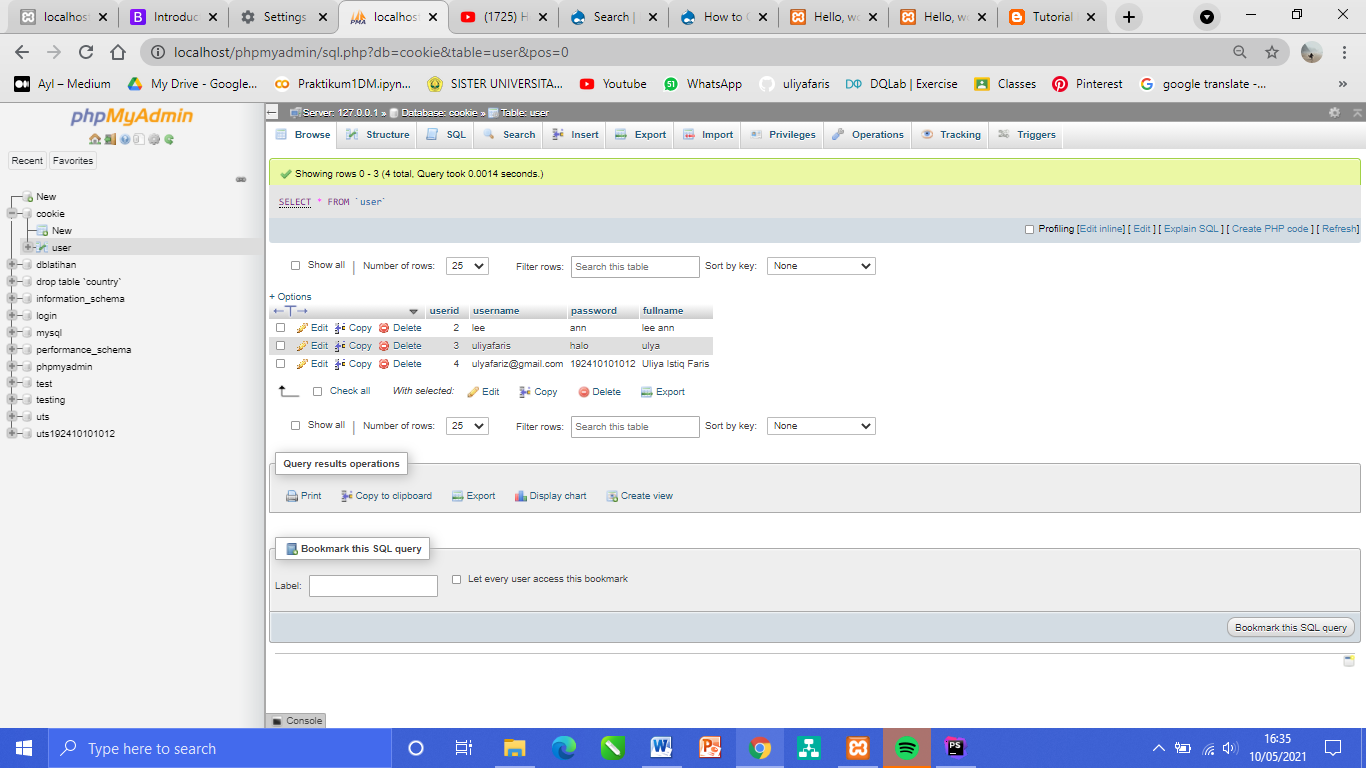 localhost Introduc Settings localhost (1725) H Search | How to C Hello, wo Hello, wo Tutorial
localhost/phpmyadmin/sql.php?db=cookie&table=user&pos=0
Ayl – Medium My Drive - Google... Praktikum1DM.ipyn... SISTER UNIVERSITA... Youtube WhatsApp uliyafaris DQLab | Exercise Classes Pinterest google translate -... »
phpMyAdmin
Recent Favorites
New
cookie
New
user
dblatihan
drop table `country`
information_schema
login
mysql
performance_schema
phpmyadmin
test
testing
uts
uts192410101012
Server: 127.0.0.1 » Database: cookie » Table: user
Browse Structure SQL Search Insert Export Import Privileges Operations Tracking Triggers
Showing rows 0 - 3 (4 total, Query took 0.0014 seconds.)
SELECT * FROM `user`
Profiling [Edit inline] [ Edit ] [ Explain SQL ] [ Create PHP code ] [ Refresh]
Show all | Number of rows: 25 Filter rows: Search this table Sort by key: None
+ Options
←T→ userid username password fullname
Edit Copy Delete 2 lee ann lee ann
Edit Copy Delete 3 uliyafaris halo ulya
Edit Copy Delete 4 ulyafariz@gmail.com 192410101012 Uliya Istiq Faris
Check all With selected: Edit Copy Delete Export
Show all | Number of rows: 25 Filter rows: Search this table Sort by key: None
Query results operations
Print Copy to clipboard Export Display chart Create view
Bookmark this SQL query
Label: Let every user access this bookmark
Bookmark this SQL query
Console
Type here to search
16:35
10/05/2021